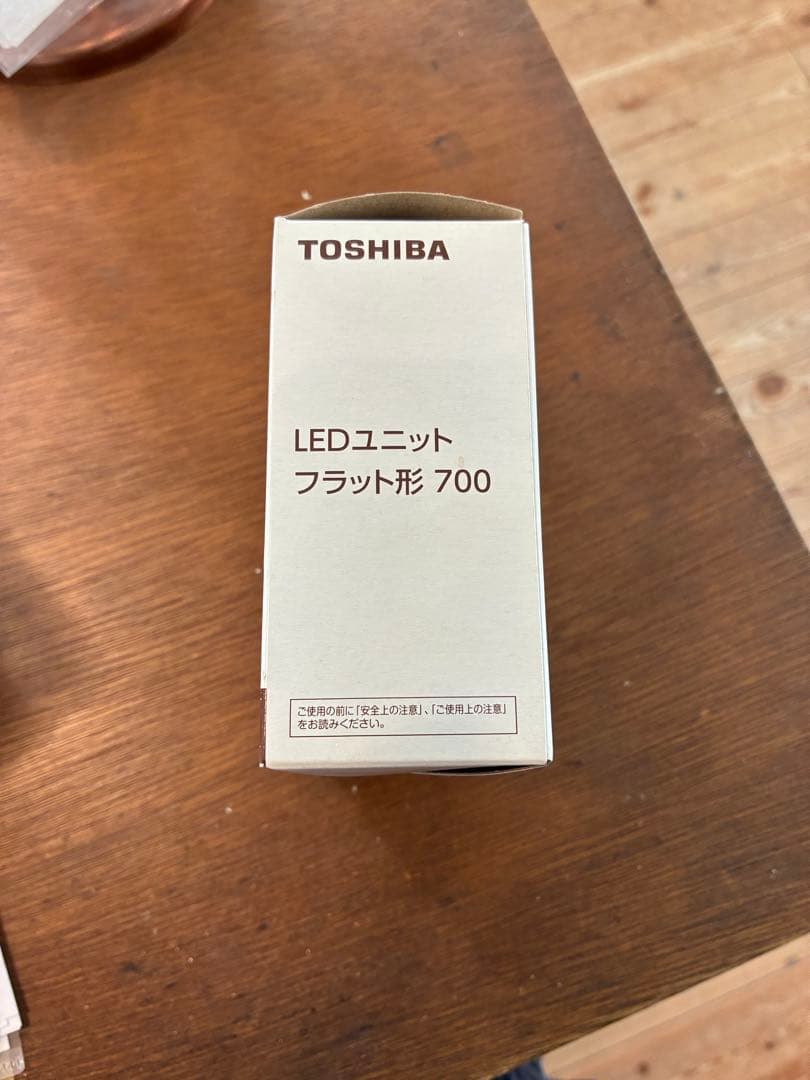 TOSHIBA
LEDユニット
フラット形 700
ご使用の前に「安全上の注意」、「ご使用上の注意」
をお読みください。